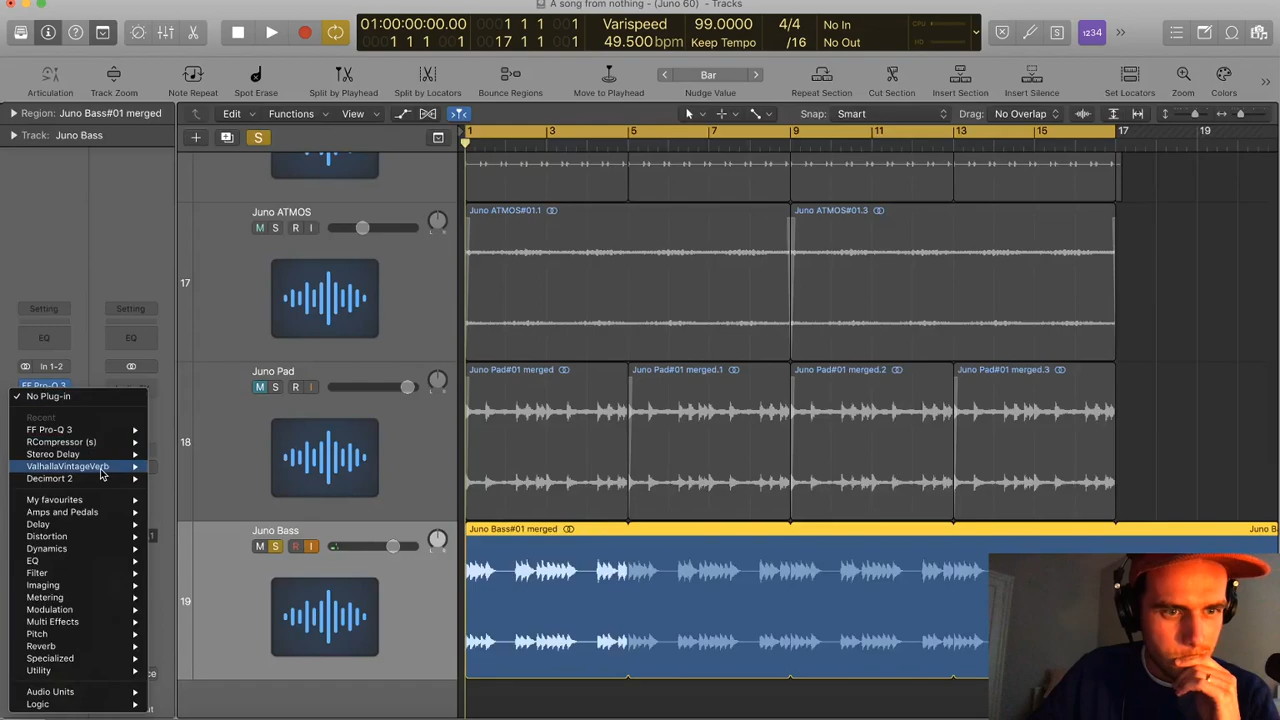 A song from nothing - (Juno 60) - Tracks
01:00:00:00.00
1 1 1
1 1 1
17 1 1
Varispeed
49.500bpm
99.0000
Keep Tempo
4/4
/16
No In
No Out
CPU
1234
Articulation
Track Zoom
Note Repeat
Spot Erase
Split by Playhead
Split by Locators
Bounce Regions
Move to Playhead
Bar
Nudge Value
Repeat Section
Cut Section
Insert Section
Insert Silence
Set Locators
Zoom
Colors
Region: Juno Bass#01 merged
Edit
Functions
View
Snap: Smart
Drag: No Overlap
Track: Juno Bass
S
1 3 5 7 9 11 13 15 17 19
Juno ATMOS
M S R I
L R
17
Juno ATMOS#01.1
Juno ATMOS#01.3
Setting
Setting
EQ
EQ
In 1-2
FF Pro-Q 3
Juno Pad
M S R I
L R
18
Juno Pad#01 merged
Juno Pad#01 merged.1
Juno Pad#01 merged.2
Juno Pad#01 merged.3
No Plug-in
Recent
FF Pro-Q 3
RCompressor (s)
Stereo Delay
ValhallaVintageVerb
Decimort 2
My favourites
Amps and Pedals
Delay
Distortion
Dynamics
EQ
Filter
Imaging
Metering
Modulation
Multi Effects
Pitch
Reverb
Specialized
Utility
Audio Units
Logic
Juno Bass
M S R I
L R
19
Juno Bass#01 merged
Juno B